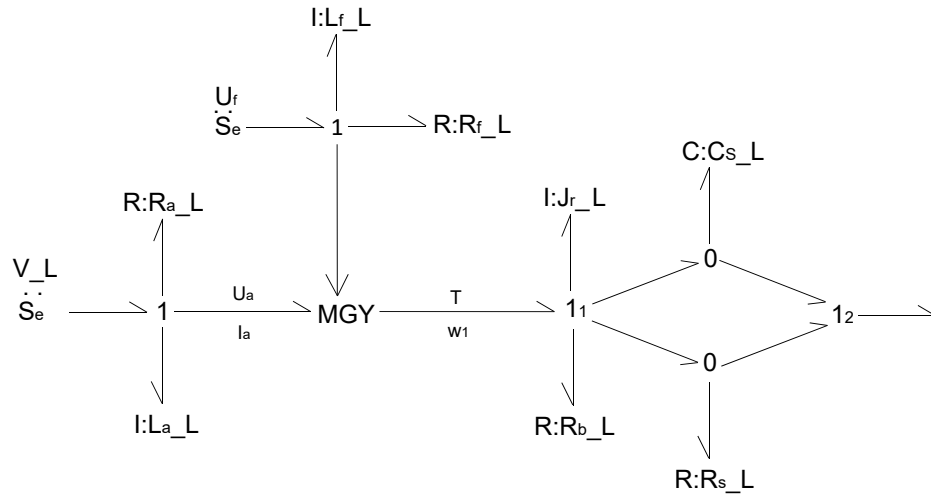 I:Lf_L
Uf
Se
1
R:Rf_L
C:CS_L
R:Ra_L
I:Jr_L
V_L
0
Se
1
Ua
Ia
MGY
T
w1
11
12
0
I:La_L
R:Rb_L
R:Rs_L